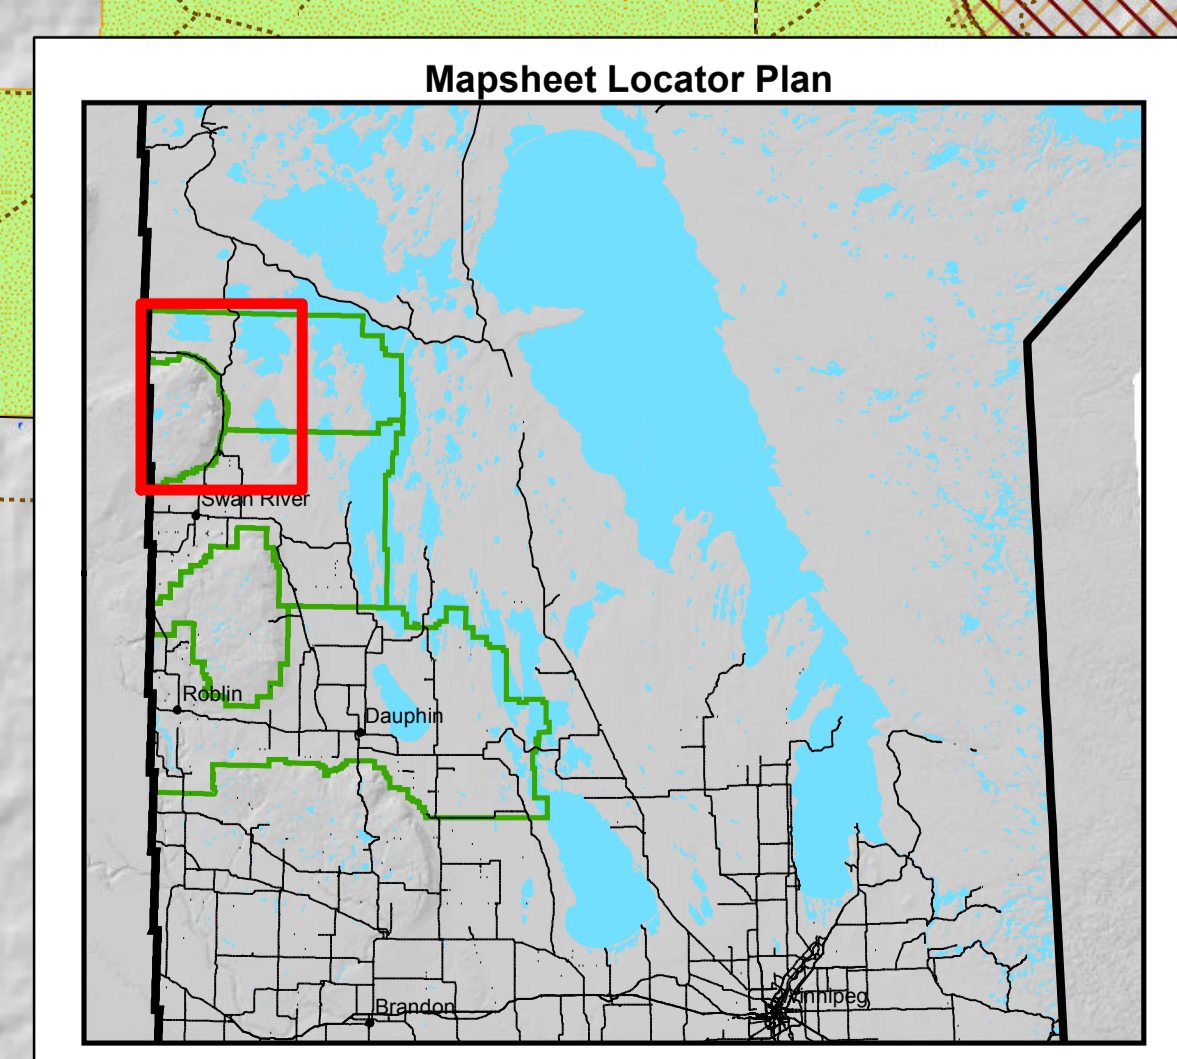 Mapsheet Locator Plan
Swan River
Roblin
Dauphin
Brandon
Winnipeg